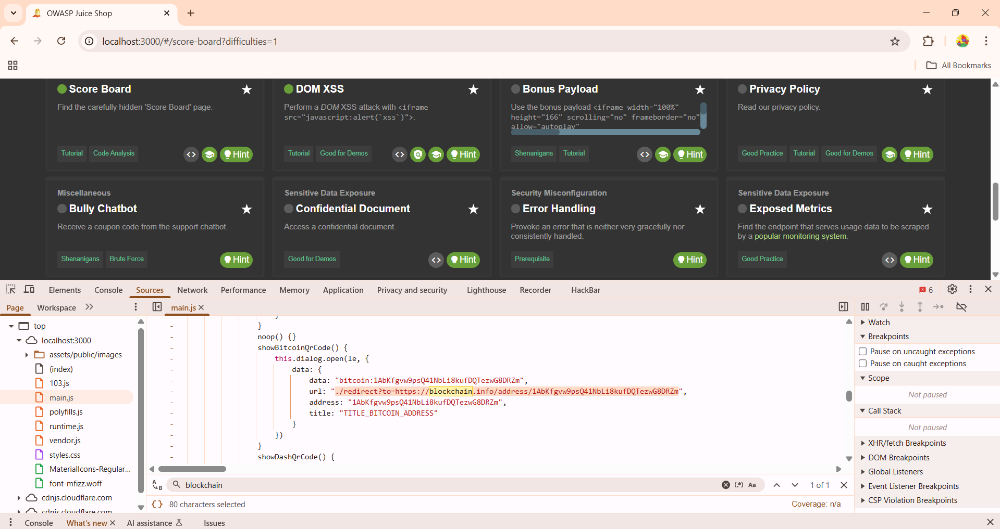 OWASP Juice Shop
localhost:3000/#/score-board?difficulties=1
All Bookmarks
Score Board
Find the carefully hidden 'Score Board' page.
Tutorial
Code Analysis
<> Hint
DOM XSS
Perform a DOM XSS attack with <iframe
src="javascript:alert(`xss`)">.
Tutorial
Good for Demos
<> Hint
Bonus Payload
Use the bonus payload <iframe width="100%"
height="166" scrolling="no" frameborder="no"
allow="autoplay"
Shenanigans
Tutorial
<> Hint
Privacy Policy
Read our privacy policy.
Good Practice
Tutorial
Good for Demos
Hint
Miscellaneous
Bully Chatbot
Receive a coupon code from the support chatbot.
Shenanigans
Brute Force
Hint
Sensitive Data Exposure
Confidential Document
Access a confidential document.
Good for Demos
<> Hint
Security Misconfiguration
Error Handling
Provoke an error that is neither very gracefully nor
consistently handled.
Prerequisite
Hint
Sensitive Data Exposure
Exposed Metrics
Find the endpoint that serves usage data to be scraped
by a popular monitoring system.
Good Practice
<> Hint
Elements Console Sources Network Performance Memory Application Privacy and security Lighthouse Recorder HackBar 6
Page Workspace
main.js
top
localhost:3000
assets/public/images
(index)
103.js
main.js
polyfills.js
runtime.js
vendor.js
styles.css
MaterialIcons-Regular...
font-mfizz.woff
cdnjs.cloudflare.com
cdnjs.cloudflare.com
}
noop() {}
showBitcoinQrCode() {
this.dialog.open(le, {
data: {
data: "bitcoin:1AbKfgvw9psQ41NbLi8kufDQTezwG8DRZm",
url: "./redirect?to=https://blockchain.info/address/1AbKfgvw9psQ41NbLi8kufDQTezwG8DRZm",
address: "1AbKfgvw9psQ41NbLi8kufDQTezwG8DRZm",
title: "TITLE_BITCOIN_ADDRESS"
}
})
}
showDashQrCode() {
blockchain
(.*) Aa
1 of 1
{} 80 characters selected
Coverage: n/a
Watch
Breakpoints
Pause on uncaught exceptions
Pause on caught exceptions
Scope
Not paused
Call Stack
Not paused
XHR/fetch Breakpoints
DOM Breakpoints
Global Listeners
Event Listener Breakpoints
CSP Violation Breakpoints
Console What's new AI assistance Issues